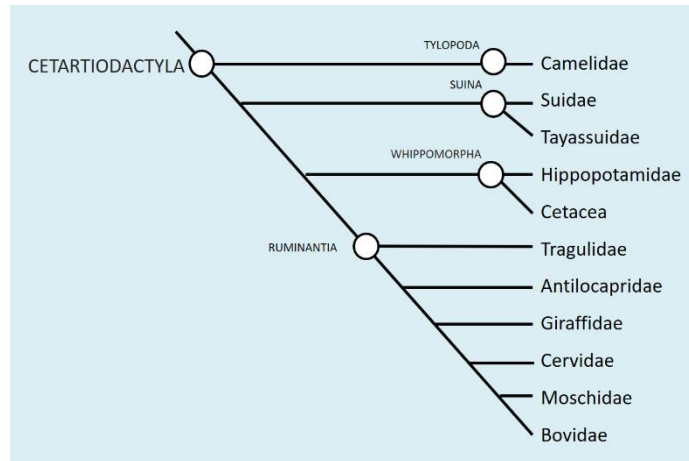 TYLOPODA
CETARTIODACTYLA
Camelidae
SUINA
Suidae
Tayassuidae
WHIPPOMORPHA
Hippopotamidae
Cetacea
RUMINANTIA
Tragulidae
Antilocapridae
Giraffidae
Cervidae
Moschidae
Bovidae